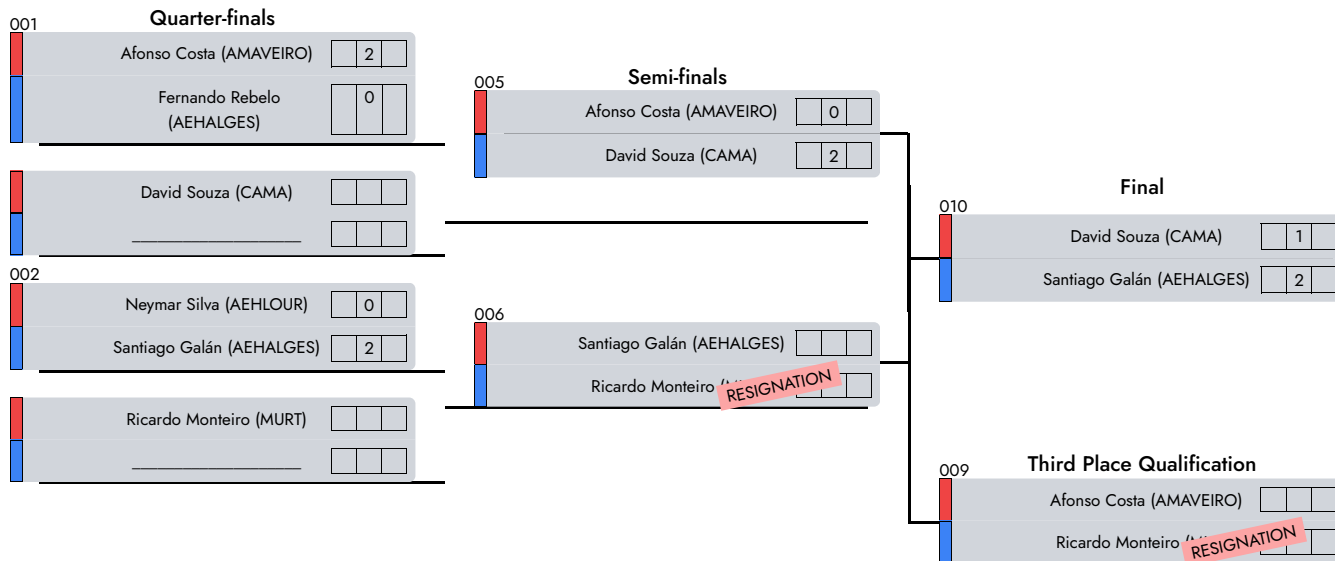 Quarter-finals
001
Afonso Costa (AMAVEIRO) 2
Fernando Rebelo 0
(AEHALGES)
David Souza (CAMA)
____________________
002
Neymar Silva (AEHLOUR) 0
Santiago Galán (AEHALGES) 2
Ricardo Monteiro (MURT)
____________________
Semi-finals
005
Afonso Costa (AMAVEIRO) 0
David Souza (CAMA) 2
006
Santiago Galán (AEHALGES)
Ricardo Monteiro
RESIGNATION
Final
010
David Souza (CAMA) 1
Santiago Galán (AEHALGES) 2
Third Place Qualification
009
Afonso Costa (AMAVEIRO)
Ricardo Monteiro
RESIGNATION